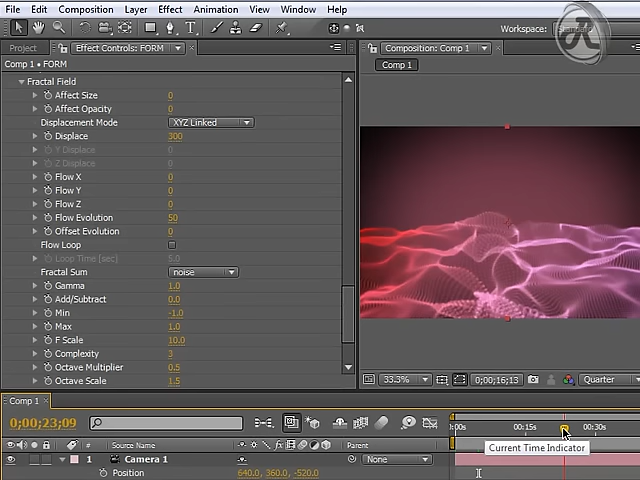 File Edit Composition Layer Effect Animation View Window Help
Workspace:
Project Effect Controls: FORM Composition: Comp 1
Comp 1 • FORM Comp 1
Fractal Field
Affect Size 0
Affect Opacity 0
Displacement Mode XYZ Linked
Displace 300
Y Displace 0
Z Displace 0
Flow X 0
Flow Y 0
Flow Z 0
Flow Evolution 50
Offset Evolution 0
Flow Loop
Loop Time [sec] 5.0
Fractal Sum noise
Gamma 1.0
Add/Subtract 0.0
Min -1.0
Max 1.0
F Scale 10.0
Complexity 3
Octave Multiplier 0.5
Octave Scale 1.5
33.3% 0;00;16;13 Quarter
Comp 1
0;00;23;09
:00s 00:15s 00:30s
# Source Name Parent
Current Time Indicator
1 Camera 1 None
Position 640.0, 360.0, -520.0